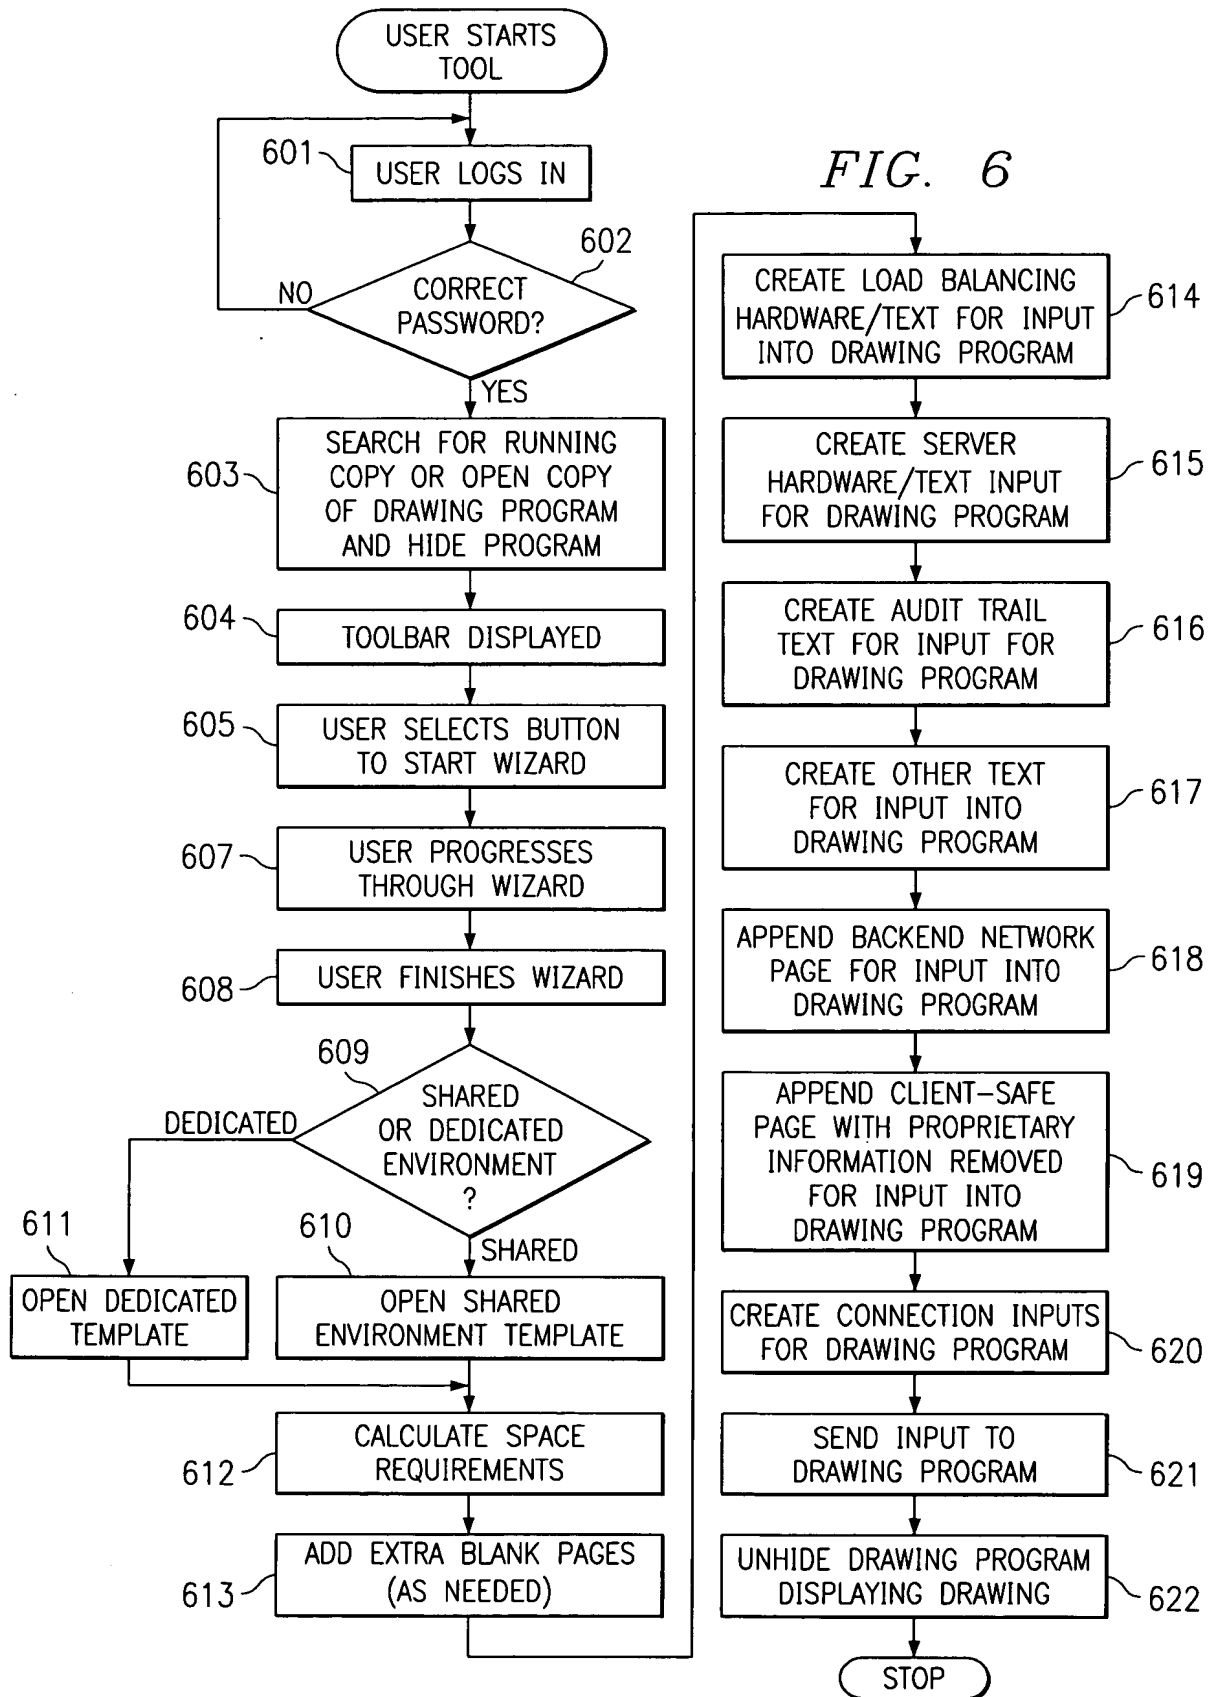 USER STARTS
TOOL
601
USER LOGS IN
602
NO
CORRECT
PASSWORD?
YES
603
SEARCH FOR RUNNING
COPY OR OPEN COPY
OF DRAWING PROGRAM
AND HIDE PROGRAM
604
TOOLBAR DISPLAYED
605
USER SELECTS BUTTON
TO START WIZARD
607
USER PROGRESSES
THROUGH WIZARD
608
USER FINISHES WIZARD
609
DEDICATED
SHARED
OR DEDICATED
ENVIRONMENT
?
611
610
SHARED
OPEN DEDICATED
TEMPLATE
OPEN SHARED
ENVIRONMENT TEMPLATE
612
CALCULATE SPACE
REQUIREMENTS
613
ADD EXTRA BLANK PAGES
(AS NEEDED)
FIG. 6
CREATE LOAD BALANCING
HARDWARE/TEXT FOR INPUT
INTO DRAWING PROGRAM
614
CREATE SERVER
HARDWARE/TEXT INPUT
FOR DRAWING PROGRAM
615
CREATE AUDIT TRAIL
TEXT FOR INPUT FOR
DRAWING PROGRAM
616
CREATE OTHER TEXT
FOR INPUT INTO
DRAWING PROGRAM
617
APPEND BACKEND NETWORK
PAGE FOR INPUT INTO
DRAWING PROGRAM
618
APPEND CLIENT-SAFE
PAGE WITH PROPRIETARY
INFORMATION REMOVED
FOR INPUT INTO
DRAWING PROGRAM
619
CREATE CONNECTION INPUTS
FOR DRAWING PROGRAM
620
SEND INPUT TO
DRAWING PROGRAM
621
UNHIDE DRAWING PROGRAM
DISPLAYING DRAWING
622
STOP